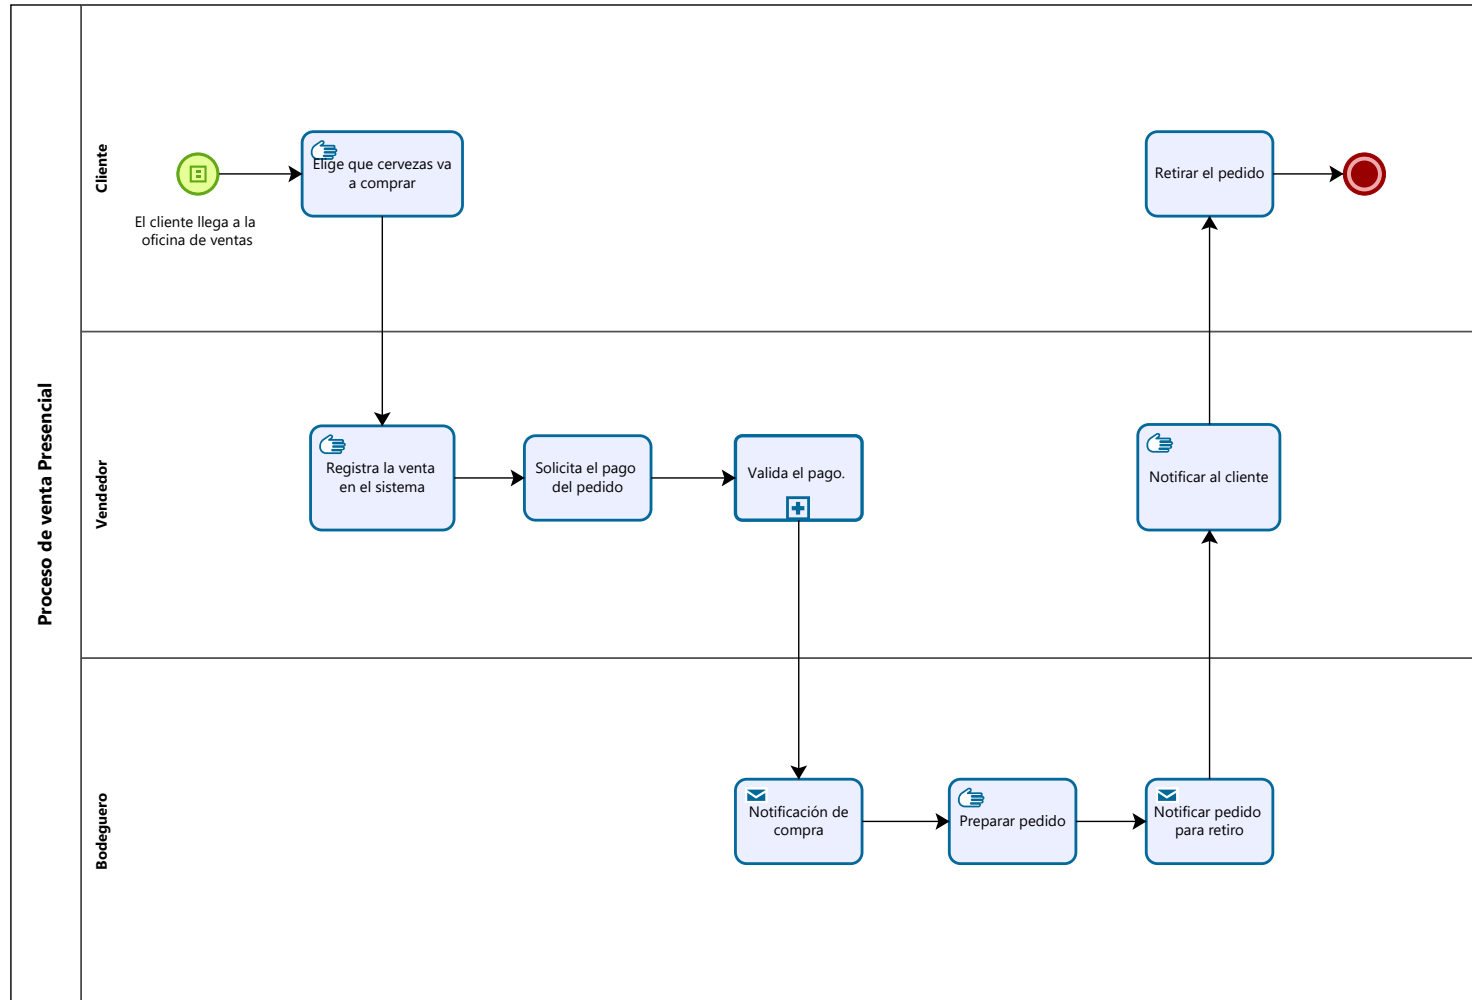 Proceso de venta Presencial
Cliente
El cliente llega a la
oficina de ventas
Elige que cervezas va
a comprar
Retirar el pedido
Vendedor
Registra la venta
en el sistema
Solicita el pago
del pedido
Valida el pago.
Notificar al cliente
Bodeguero
Notificación de
compra
Preparar pedido
Notificar pedido
para retiro